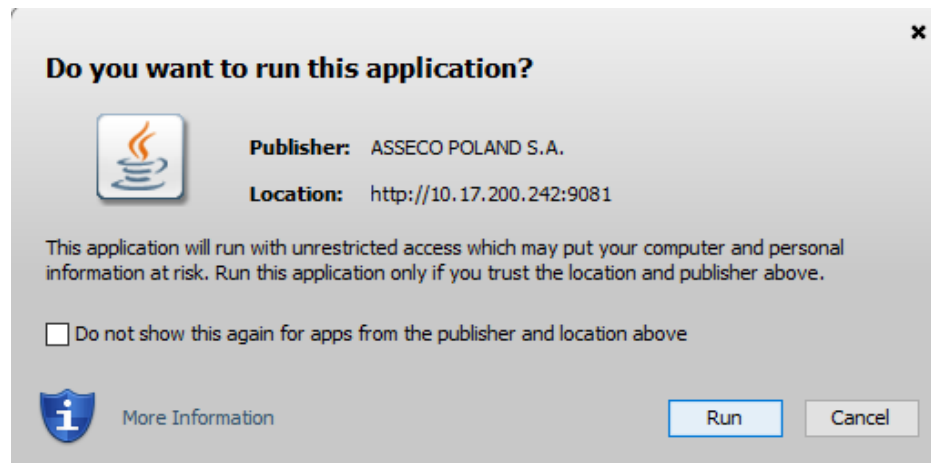 Do you want to run this application?
Publisher: ASSECO POLAND S.A.
Location: http://10.17.200.242:9081
This application will run with unrestricted access which may put your computer and personal
information at risk. Run this application only if you trust the location and publisher above.
Do not show this again for apps from the publisher and location above
More Information
Run
Cancel